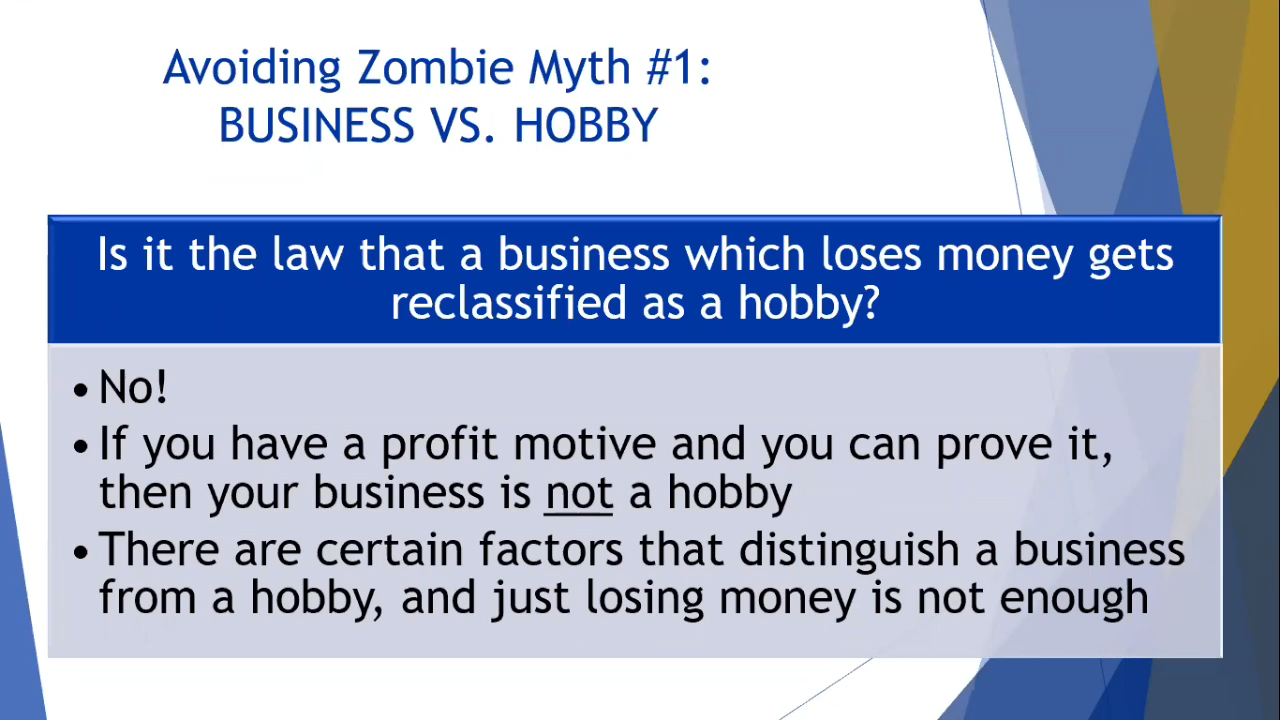 Avoiding Zombie Myth #1:
BUSINESS VS. HOBBY
Is it the law that a business which loses money gets
reclassified as a hobby?
• No!
• If you have a profit motive and you can prove it,
then your business is not a hobby
• There are certain factors that distinguish a business
from a hobby, and just losing money is not enough